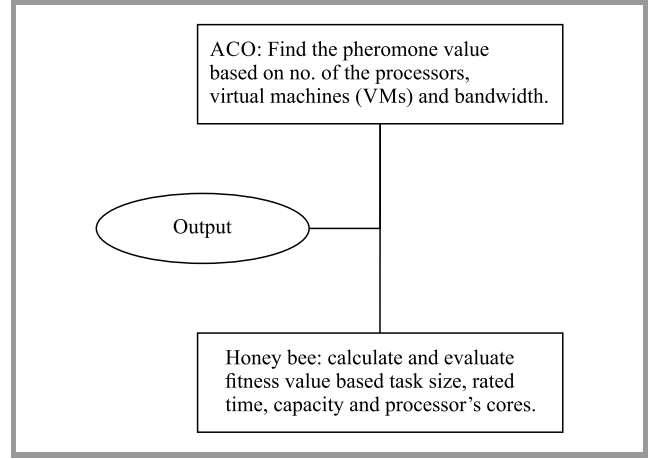 ACO: Find the pheromone value
based on no. of the processors,
virtual machines (VMs) and bandwidth.
Output
Honey bee: calculate and evaluate
fitness value based task size, rated
time, capacity and processor’s cores.